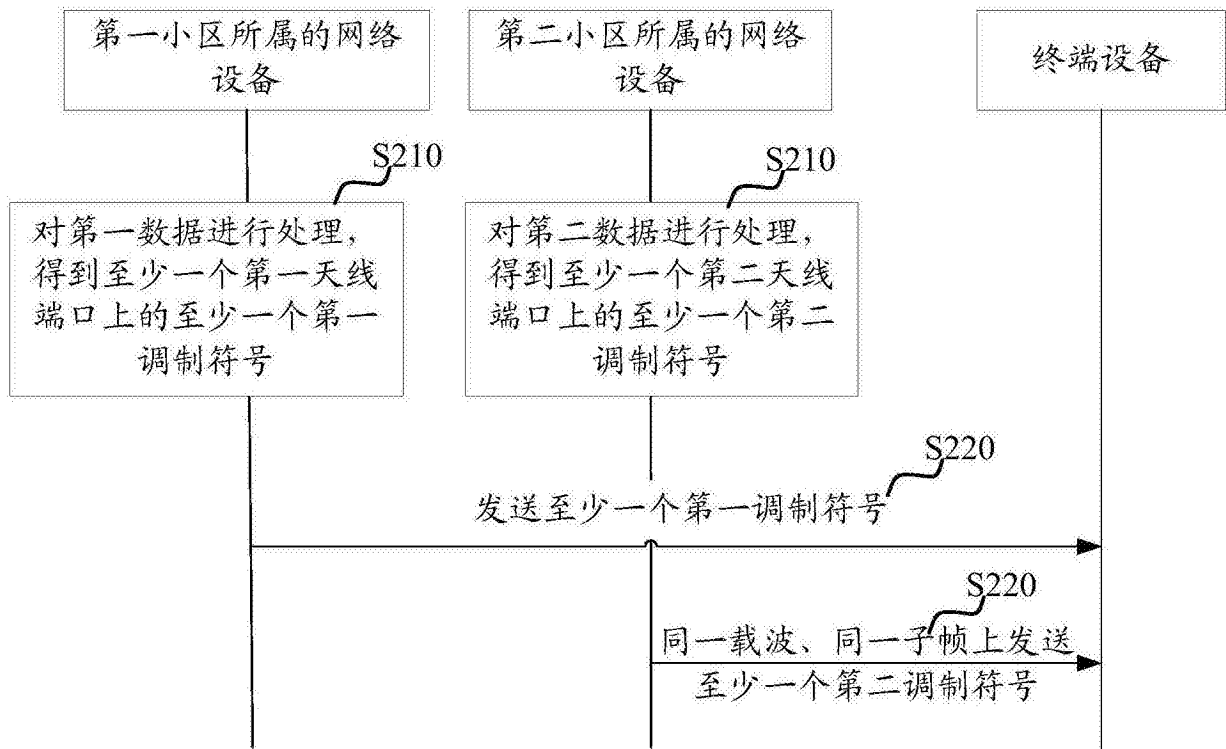 第一小区所属的网络
设备
第二小区所属的网络
设备
终端设备
S210
对第一数据进行处理，
得到至少一个第一天线
端口上的至少一个第一
调制符号
S210
对第二数据进行处理，
得到至少一个第二天线
端口上的至少一个第二
调制符号
S220
发送至少一个第一调制符号
S220
同一载波、同一子帧上发送
至少一个第二调制符号